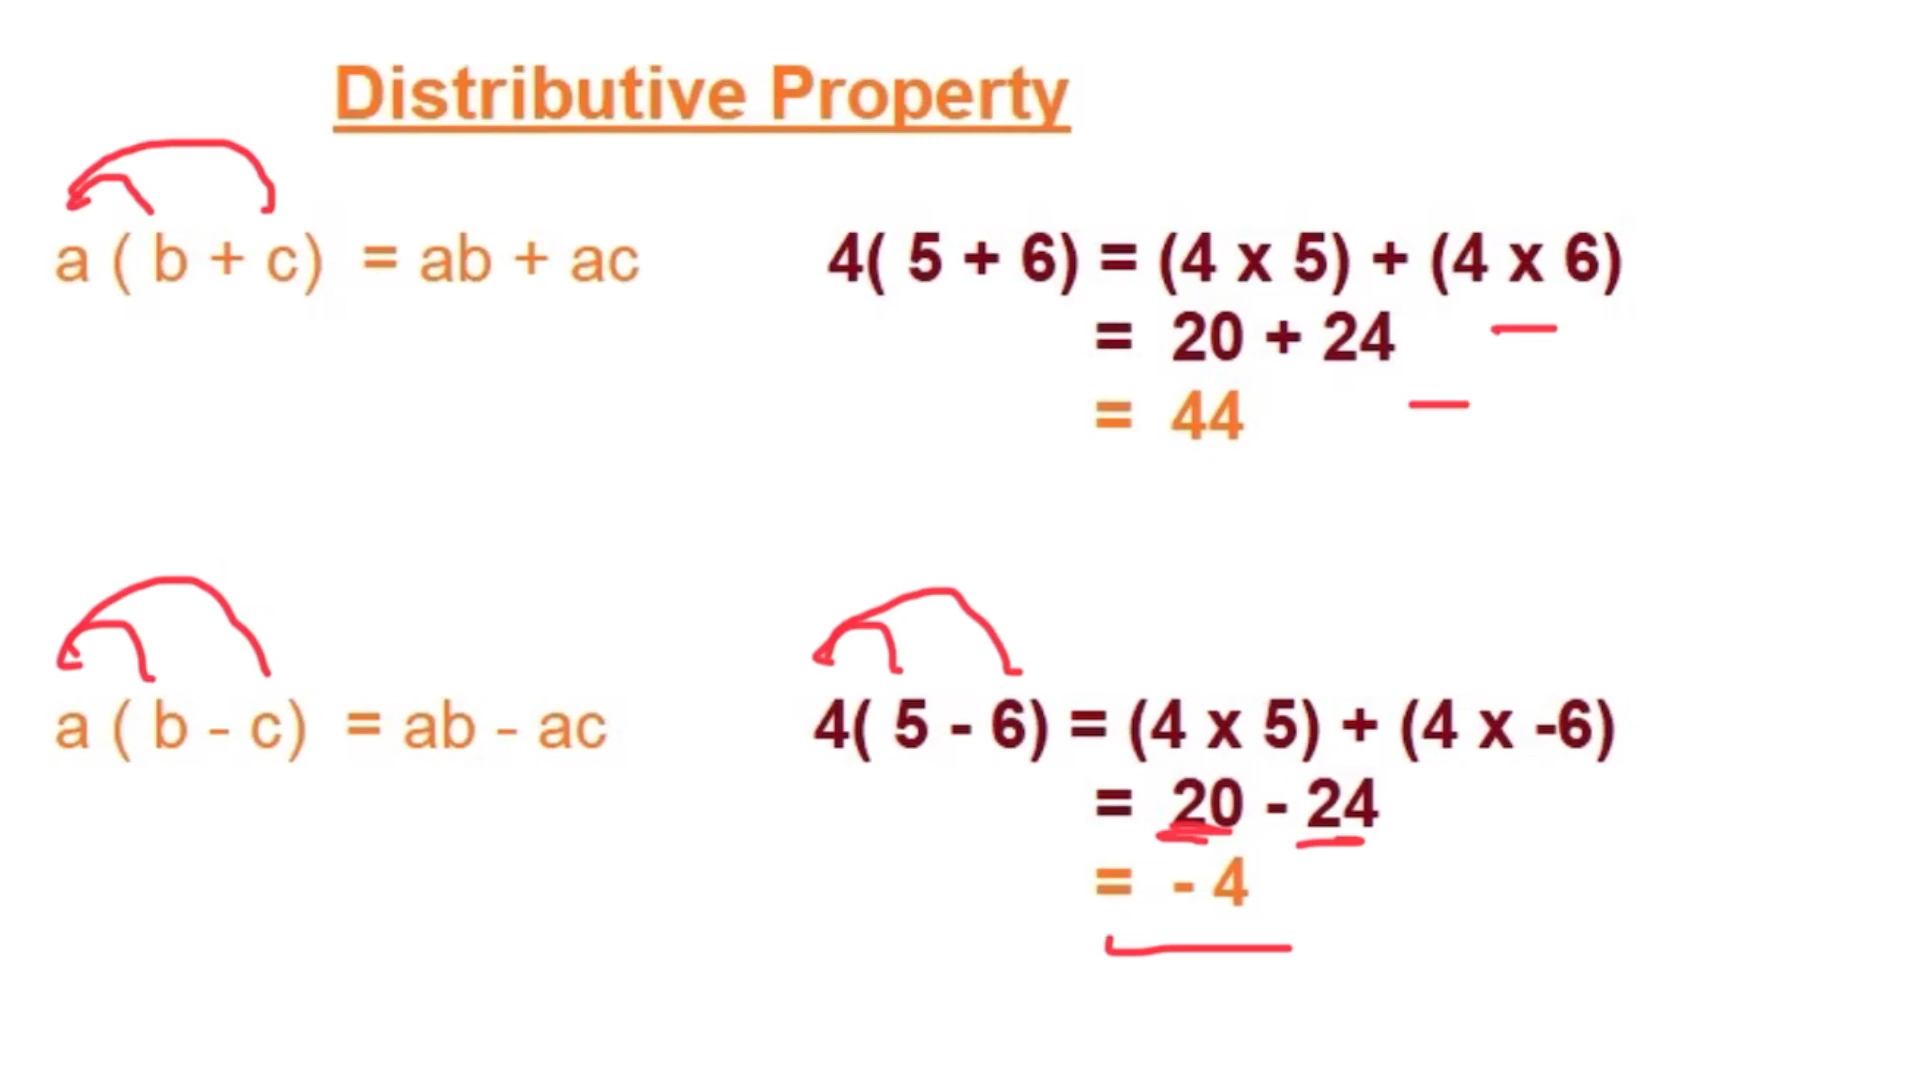 Distributive Property
a ( b + c) = ab + ac
4( 5 + 6) = (4 x 5) + (4 x 6)
= 20 + 24
= 44
a ( b - c) = ab - ac
4( 5 - 6) = (4 x 5) + (4 x -6)
= 20 - 24
= - 4